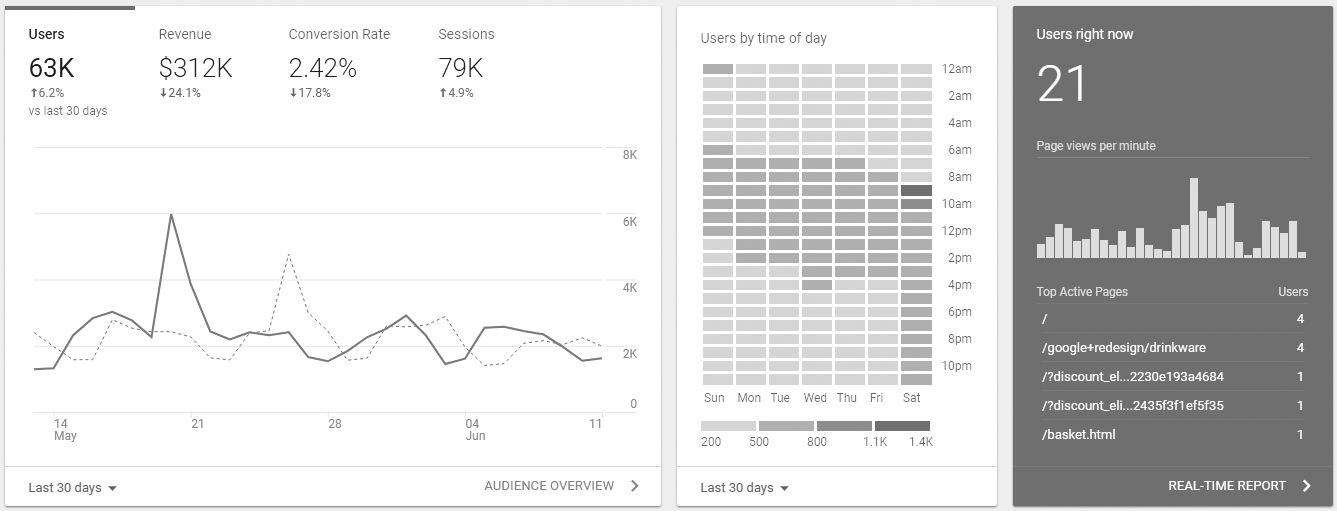 Users
63K
6.2%
vs last 30 days
Revenue
$312K
24.1%
Conversion Rate
2.42%
17.8%
Sessions
79K
4.9%
8K
6K
4K
2K
0
14
May
21
28
04
Jun
11
Last 30 days
AUDIENCE OVERVIEW
Users by time of day
12am
2am
4am
6am
8am
10am
12pm
2pm
4pm
6pm
8pm
10pm
Sun Mon Tue Wed Thu Fri Sat
200 500 800 1.1K 1.4K
Last 30 days
Users right now
21
Page views per minute
Top Active Pages Users
/ 4
/google+redesign/drinkware 4
/?discount_el...2230e193a4684 1
/?discount_eli...2435f3f1ef5f35 1
/basket.html 1
REAL-TIME REPORT